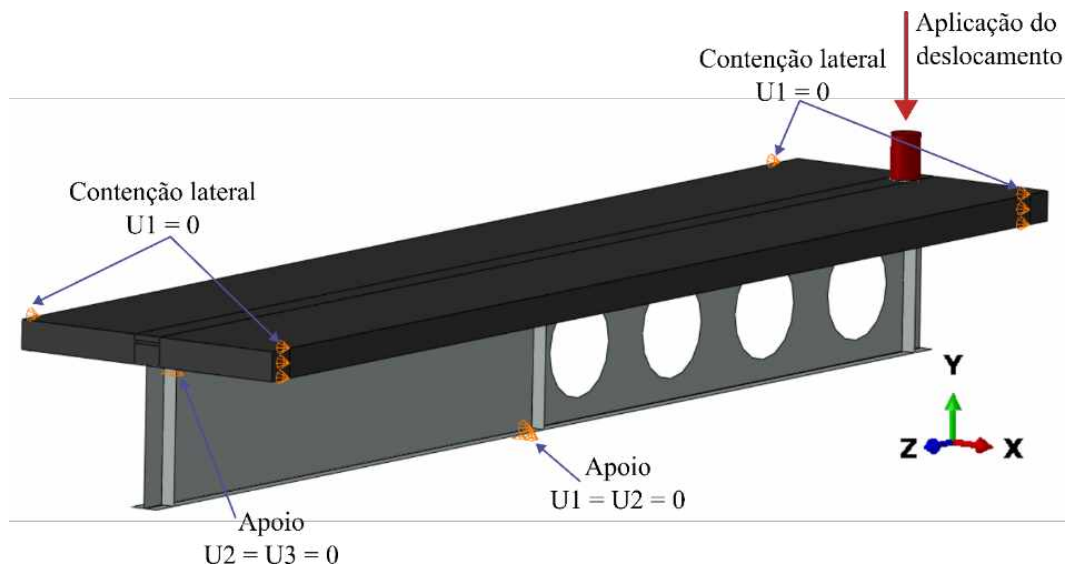 Aplicação do
deslocamento
Contenção lateral
U1 = 0
Contenção lateral
U1 = 0
Y
Z
X
Apoio
U1 = U2 = 0
Apoio
U2 = U3 = 0